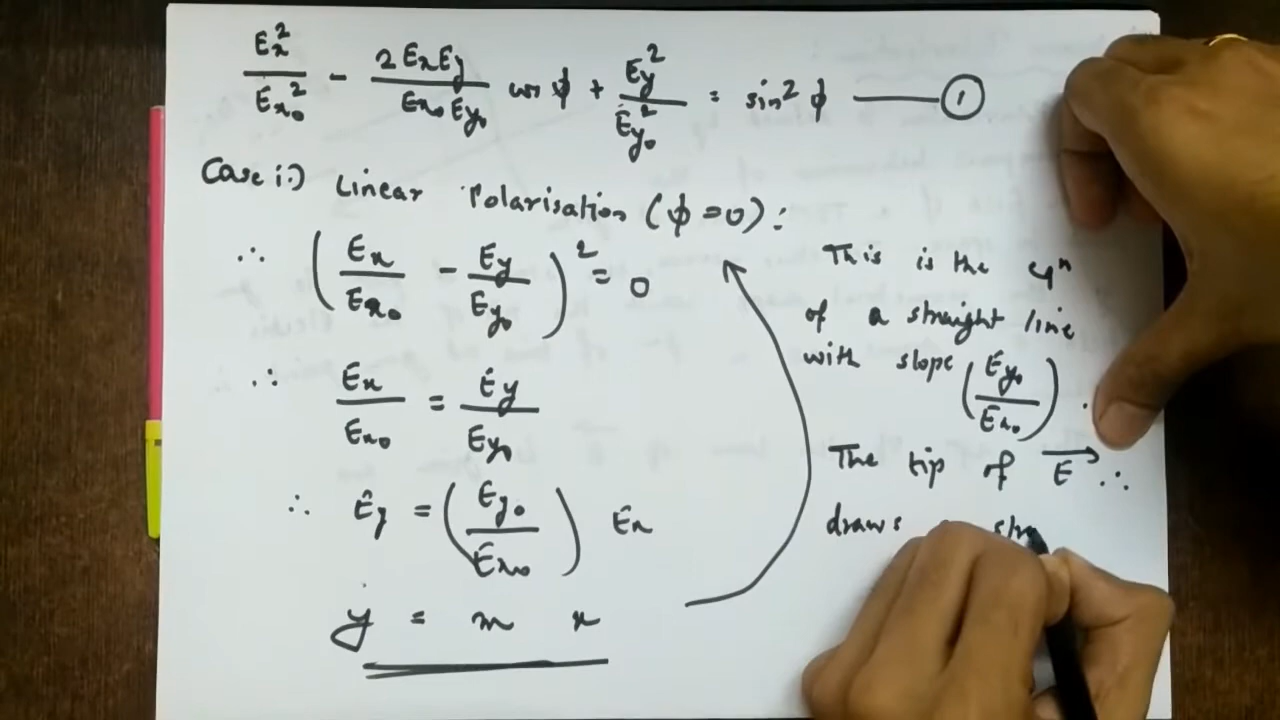 Ex²/Ex₀² - 2ExEy/Ex₀Ey₀ cos ϕ + Ey²/Ey₀² = sin² ϕ —— ①
Case i:) Linear Polarisation (ϕ=0):
∴ (Ex/Ex₀ - Ey/Ey₀)² = 0
∴ Ex/Ex₀ = Ey/Ey₀
∴ Ey = (Ey₀/Ex₀) Ex
y = m x
This is the eqⁿ
of a straight line
with slope (Ey₀/Ex₀).
The tip of E⃗ ∴
draws